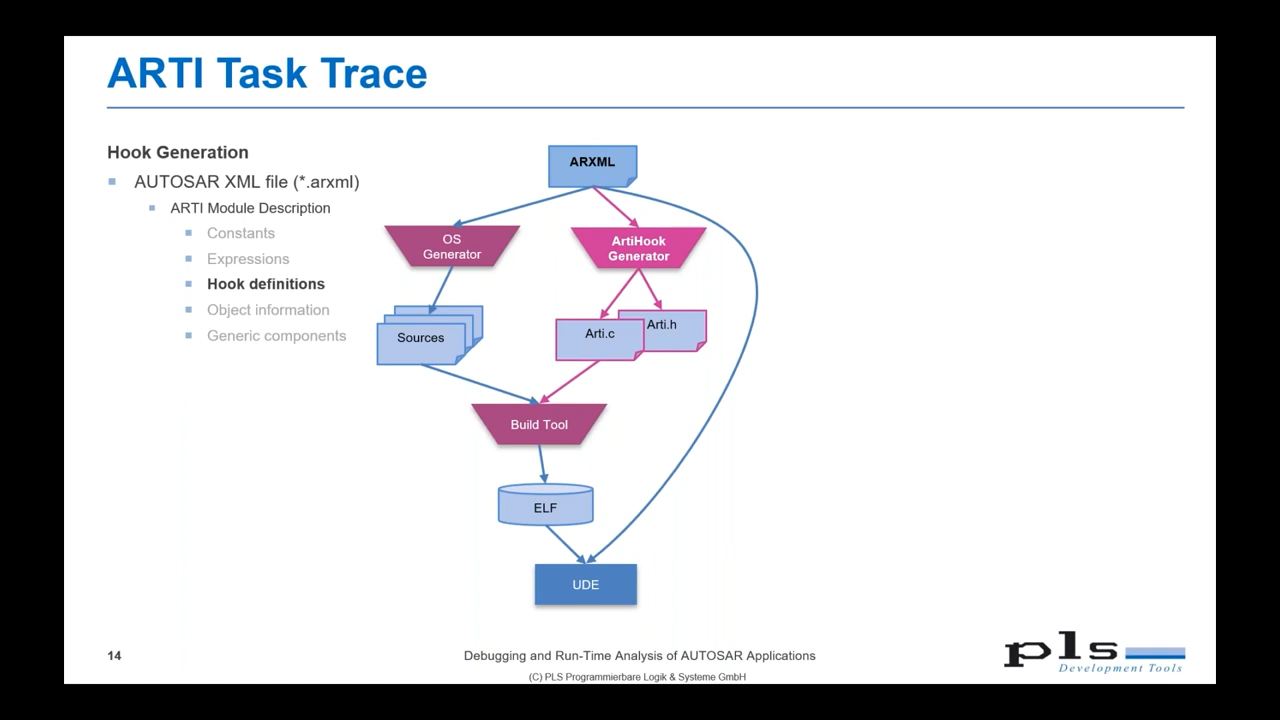 ARTI Task Trace
Hook Generation
AUTOSAR XML file (*.arxml)
ARTI Module Description
Constants
Expressions
Hook definitions
Object information
Generic components
ARXML
OS
Generator
ArtiHook
Generator
Sources
Arti.c
Arti.h
Build Tool
ELF
UDE
14
Debugging and Run-Time Analysis of AUTOSAR Applications
(C) PLS Programmierbare Logik & Systeme GmbH
pls
Development Tools